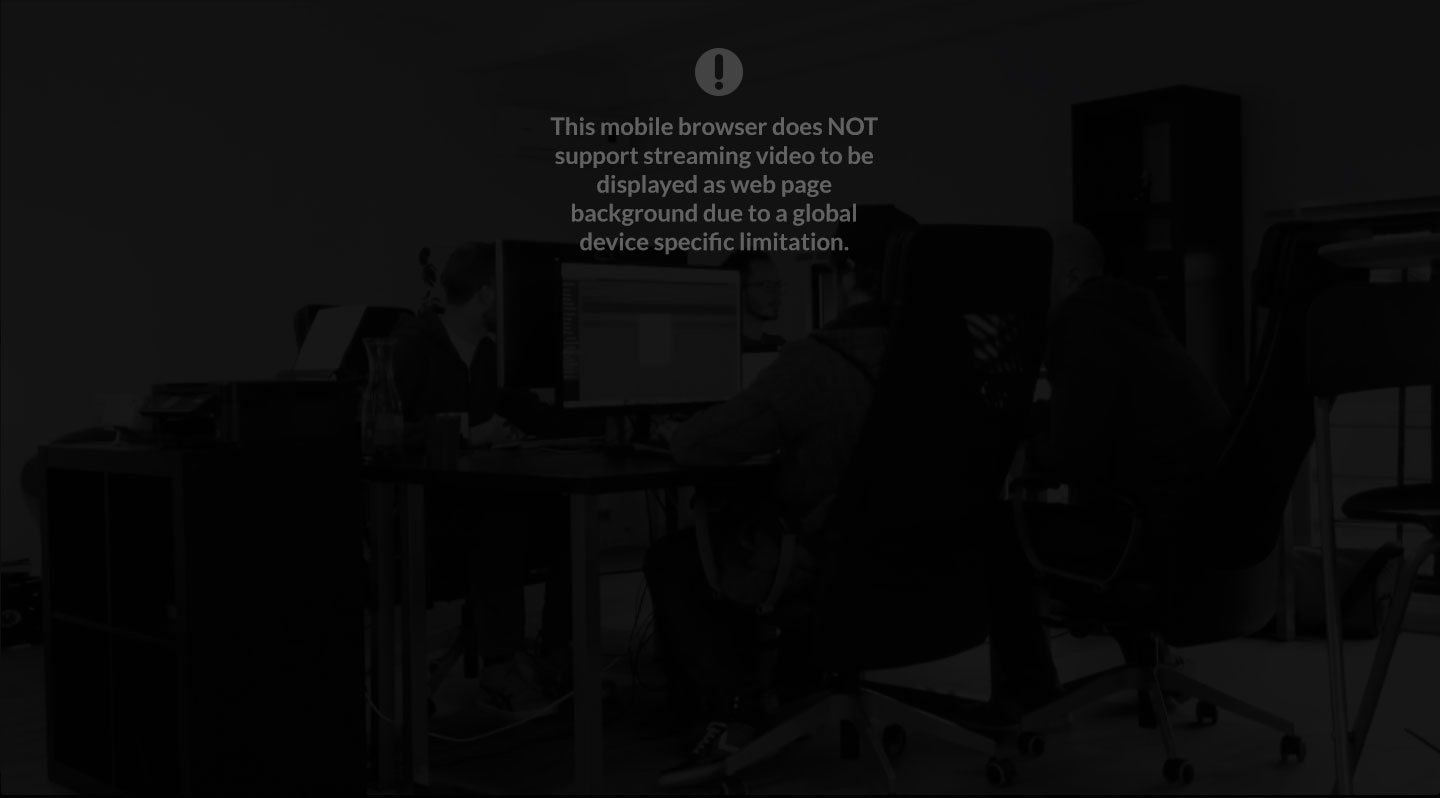 This mobile browser does NOT
support streaming video to be
displayed as web page
background due to a global
device specific limitation.